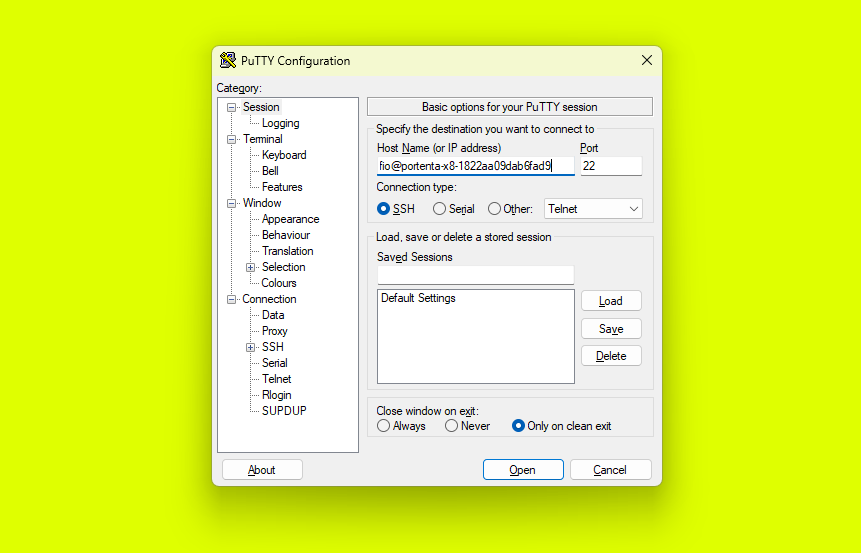 PuTTY Configuration
Category:
Session
Logging
Terminal
Keyboard
Bell
Features
Window
Appearance
Behaviour
Translation
Selection
Colours
Connection
Data
Proxy
SSH
Serial
Telnet
Rlogin
SUPDUP
Basic options for your PuTTY session
Specify the destination you want to connect to
Host Name (or IP address) Port
fio@portenta-x8-1822aa09dab6fad9 22
Connection type:
SSH Serial Other: Telnet
Load, save or delete a stored session
Saved Sessions
Default Settings
Load
Save
Delete
Close window on exit:
Always Never Only on clean exit
About Open Cancel